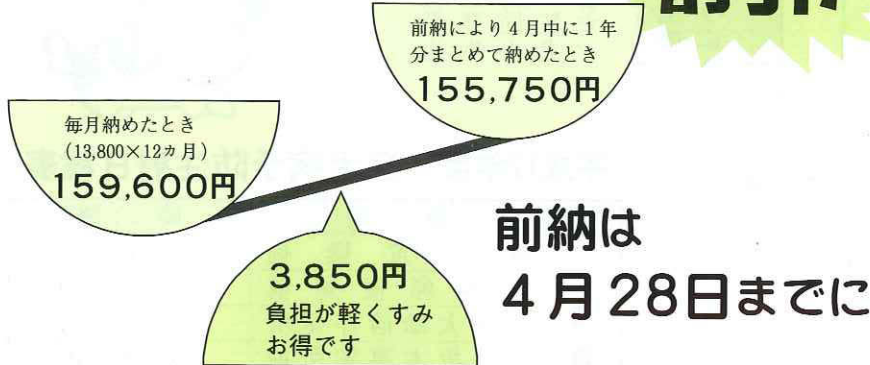 前納により4月中に1年
分まとめて納めたとき
155,750円
毎月納めたとき
(13,800×12ヵ月)
159,600円
3,850円
負担が軽くすみ
お得です
前納は
4月28日までに